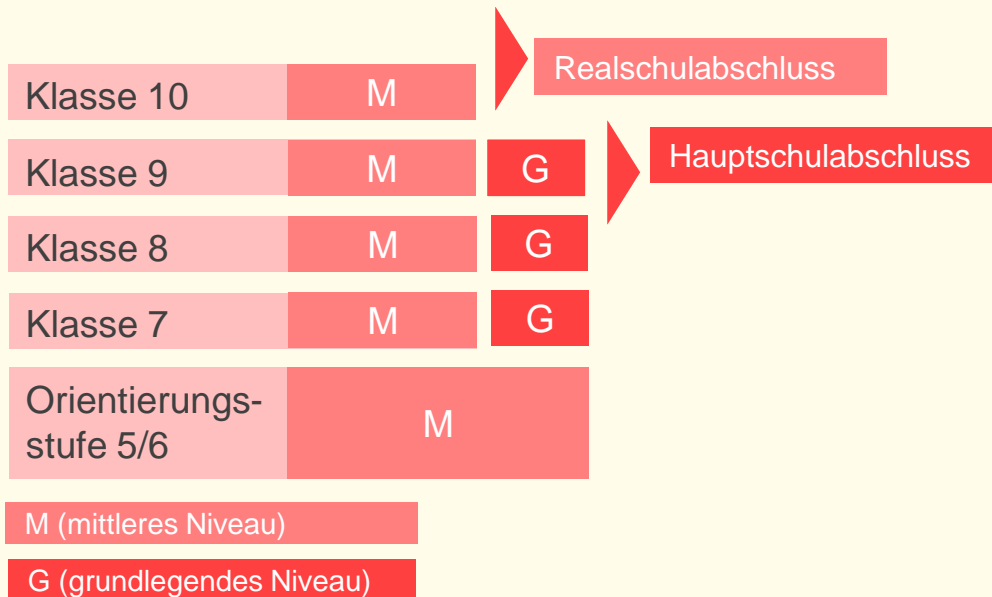 Realschulabschluss
Klasse 10
M
Hauptschulabschluss
Klasse 9
M
G
Klasse 8
M
G
Klasse 7
M
G
Orientierungs-
stufe 5/6
M
M (mittleres Niveau)
G (grundlegendes Niveau)